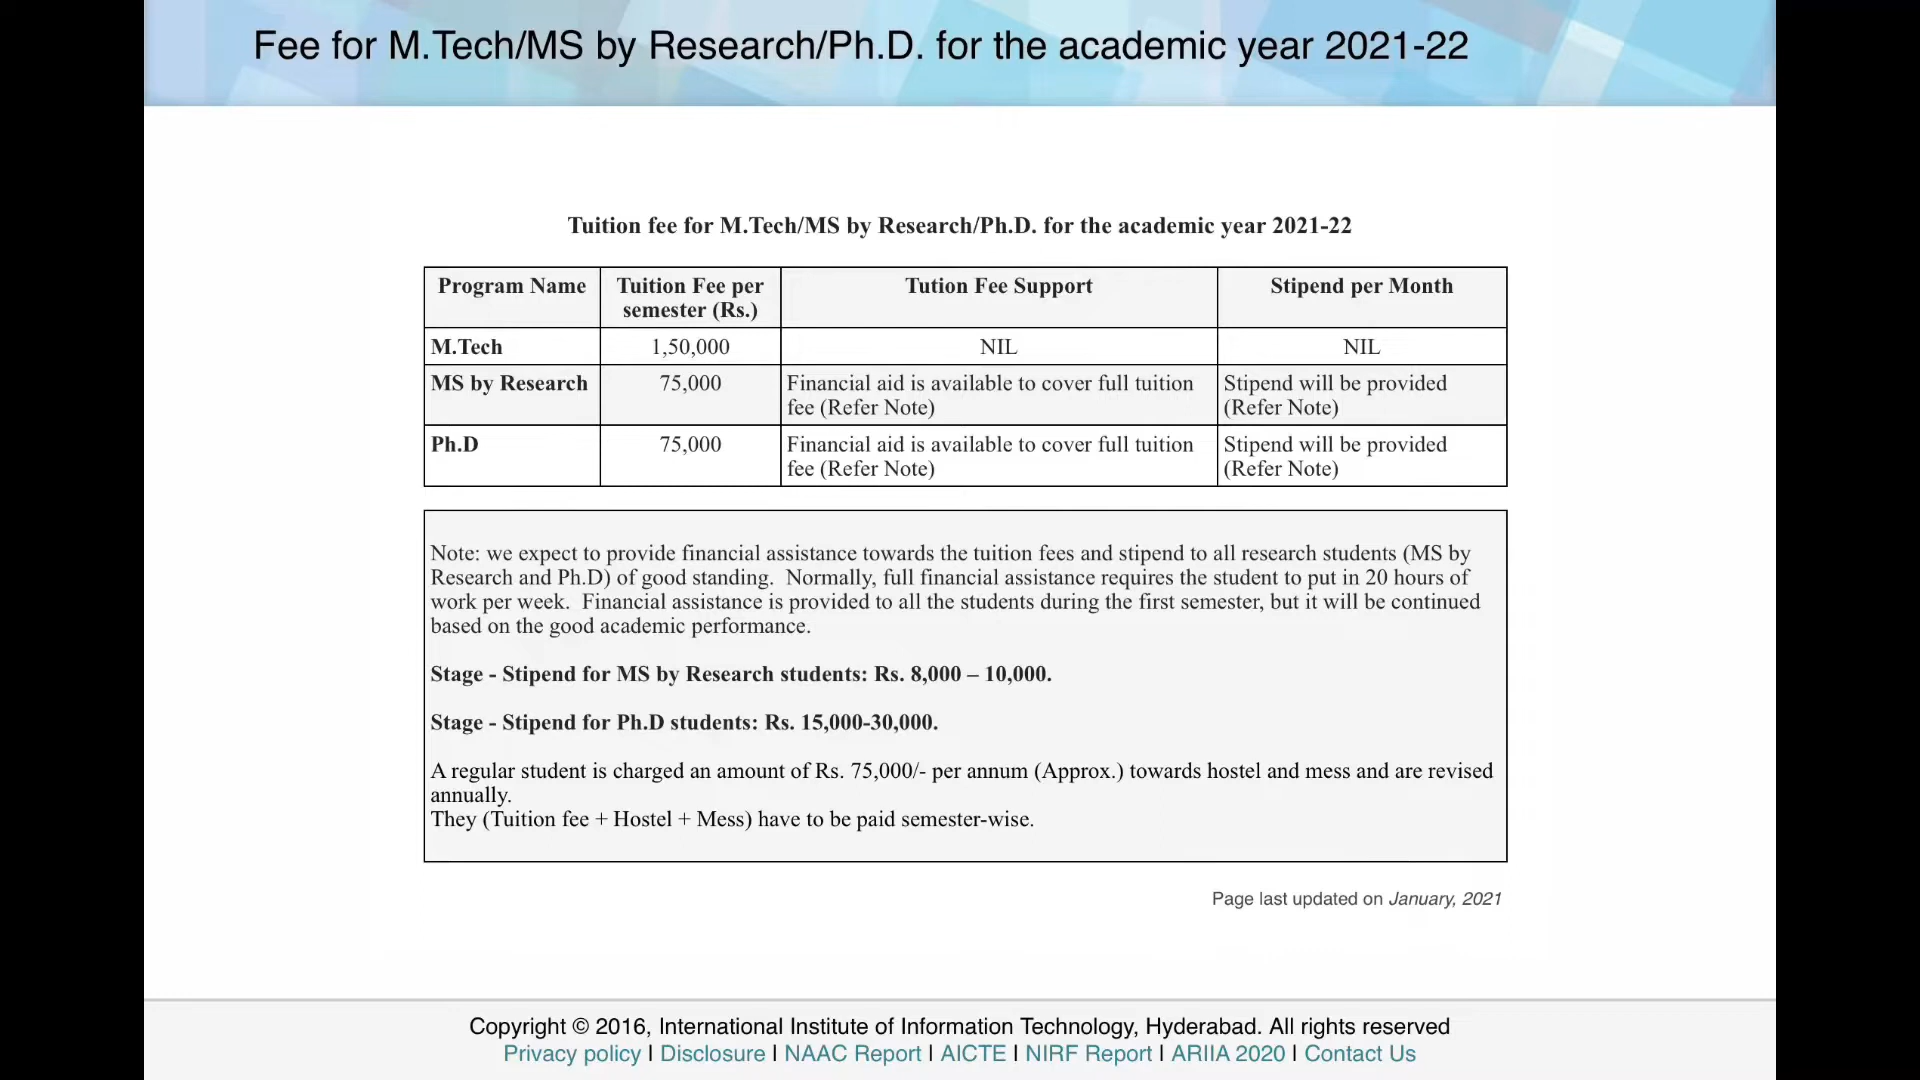 Fee for M.Tech/MS by Research/Ph.D. for the academic year 2021-22
Tuition fee for M.Tech/MS by Research/Ph.D. for the academic year 2021-22
Program Name
Tuition Fee per
semester (Rs.)
Tution Fee Support
Stipend per Month
M.Tech
1,50,000
NIL
NIL
MS by Research
75,000
Financial aid is available to cover full tuition
fee (Refer Note)
Stipend will be provided
(Refer Note)
Ph.D
75,000
Financial aid is available to cover full tuition
fee (Refer Note)
Stipend will be provided
(Refer Note)
Note: we expect to provide financial assistance towards the tuition fees and stipend to all research students (MS by
Research and Ph.D) of good standing.  Normally, full financial assistance requires the student to put in 20 hours of
work per week.  Financial assistance is provided to all the students during the first semester, but it will be continued
based on the good academic performance.
Stage - Stipend for MS by Research students: Rs. 8,000 – 10,000.
Stage - Stipend for Ph.D students: Rs. 15,000-30,000.
A regular student is charged an amount of Rs. 75,000/- per annum (Approx.) towards hostel and mess and are revised
annually.
They (Tuition fee + Hostel + Mess) have to be paid semester-wise.
Page last updated on January, 2021
Copyright © 2016, International Institute of Information Technology, Hyderabad. All rights reserved
Privacy policy | Disclosure | NAAC Report | AICTE | NIRF Report | ARIIA 2020 | Contact Us